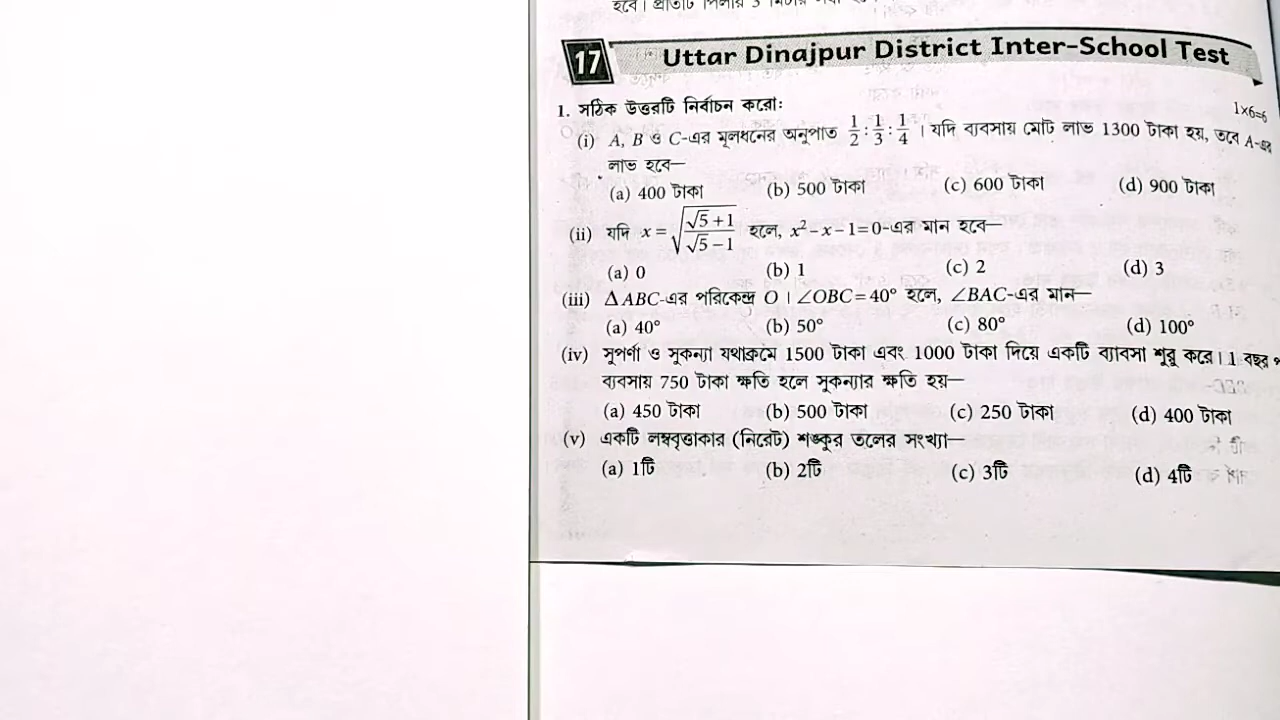 17 Uttar Dinajpur District Inter-School Test
1. সঠিক উত্তরটি নির্বাচন করো: 1×6=6
(i) A, B ও C-এর মূলধনের অনুপাত 1/2 : 1/3 : 1/4 । যদি ব্যবসায় মোট লাভ 1300 টাকা হয়, তবে A-এর
লাভ হবে—
(a) 400 টাকা (b) 500 টাকা (c) 600 টাকা (d) 900 টাকা
(ii) যদি x = √((√5+1)/(√5−1)) হলে, x²−x−1=0-এর মান হবে—
(a) 0 (b) 1 (c) 2 (d) 3
(iii) ΔABC-এর পরিকেন্দ্র O । ∠OBC=40° হলে, ∠BAC-এর মান—
(a) 40° (b) 50° (c) 80° (d) 100°
(iv) সুপর্ণা ও সুকন্যা যথাক্রমে 1500 টাকা এবং 1000 টাকা দিয়ে একটি ব্যাবসা শুরু করে। 1 বছর
ব্যবসায় 750 টাকা ক্ষতি হলে সুকন্যার ক্ষতি হয়—
(a) 450 টাকা (b) 500 টাকা (c) 250 টাকা (d) 400 টাকা
(v) একটি লম্ববৃত্তাকার (নিরেট) শঙ্কুর তলের সংখ্যা—
(a) 1টি (b) 2টি (c) 3টি (d) 4টি